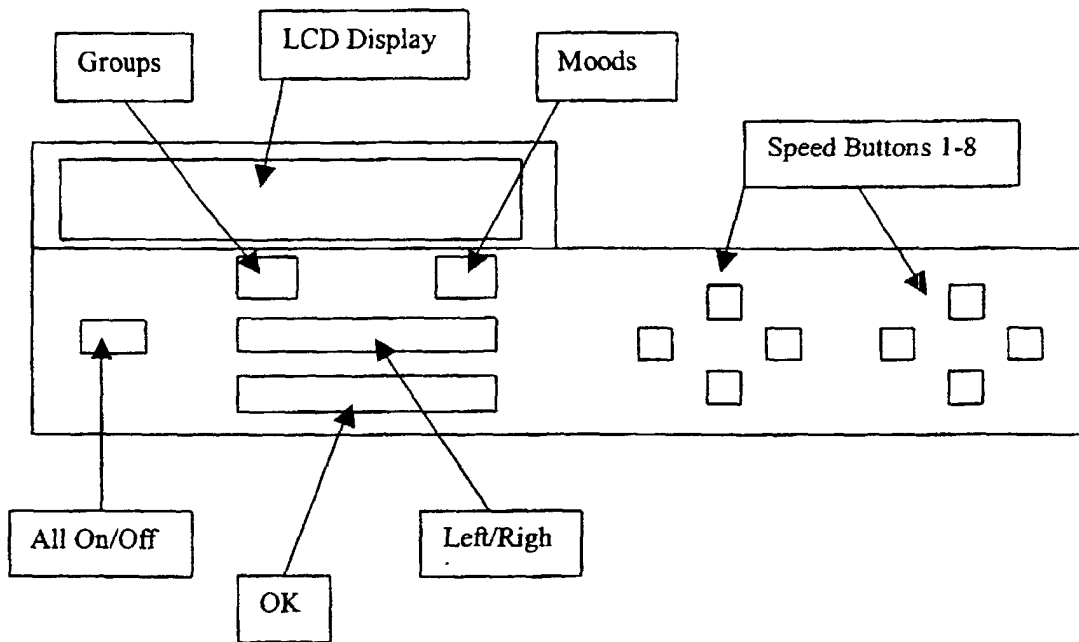 LCD Display
Groups
Moods
Speed Buttons 1-8
All On/Off
Left/Righ
OK